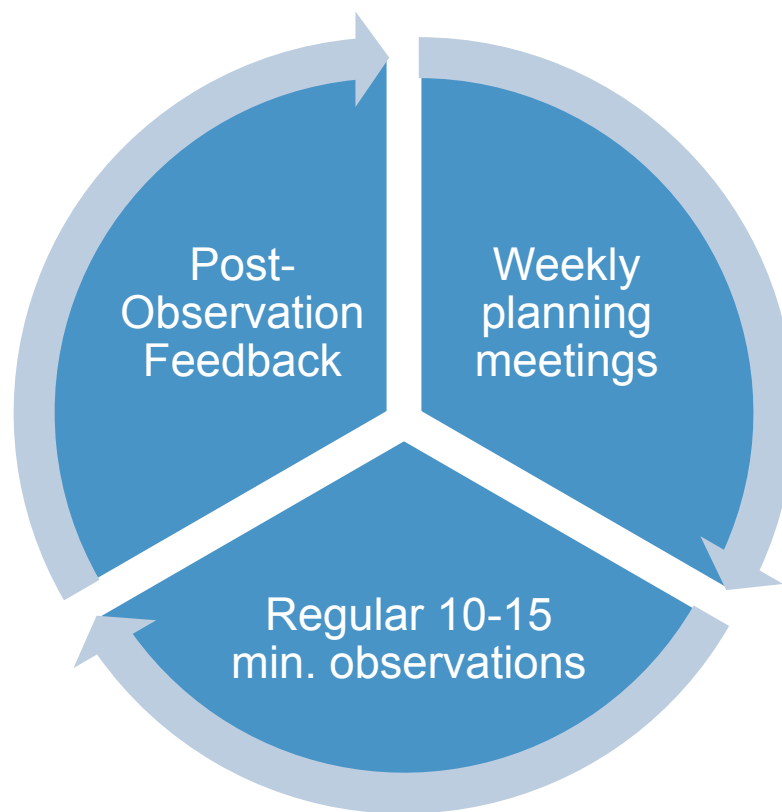 Post-
Observation
Feedback
Weekly
planning
meetings
Regular 10-15
min. observations